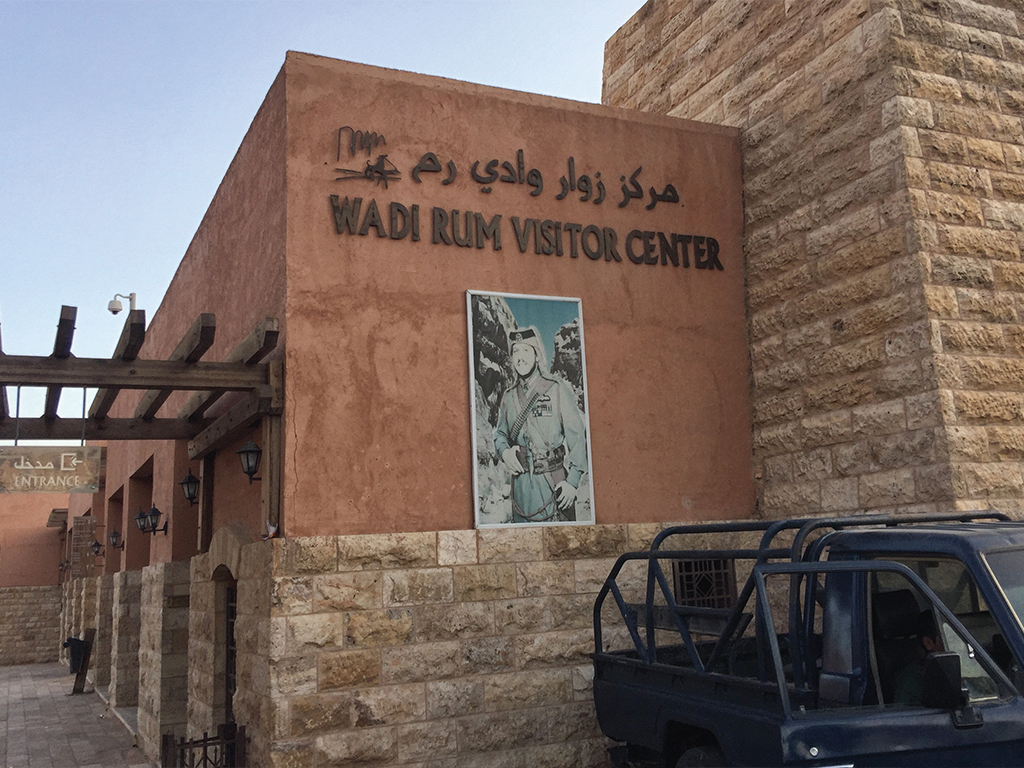 مركز زوار وادي رم
WADI RUM VISITOR CENTER
مدخل
ENTRANCE